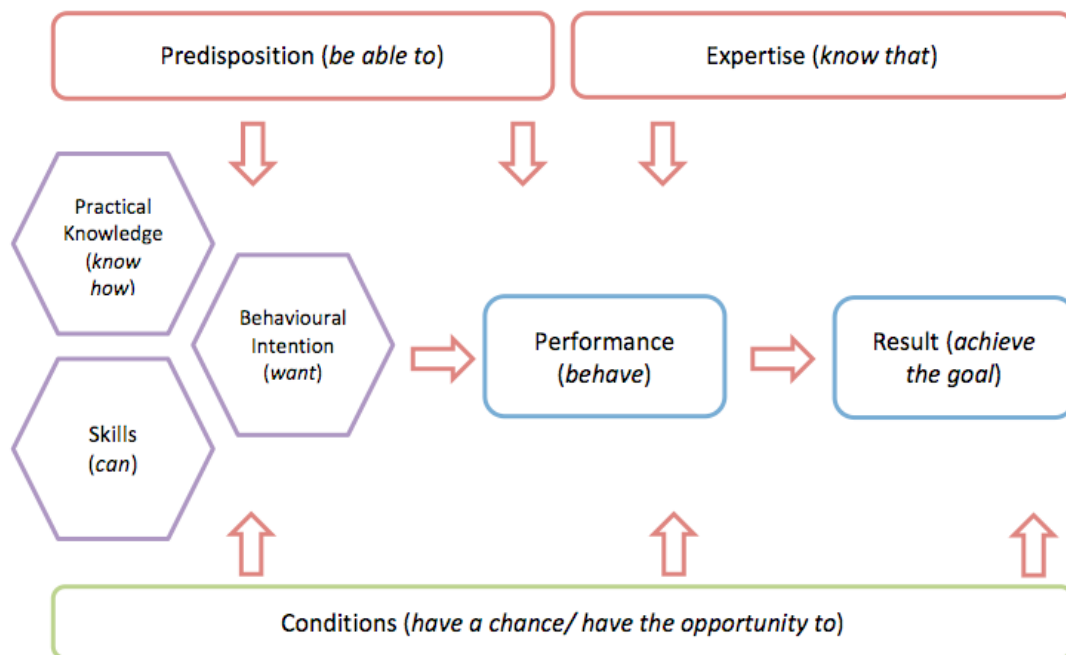 Predisposition (be able to)
Expertise (know that)
Practical
Knowledge
(know
how)
Behavioural
Intention
(want)
Skills
(can)
Performance
(behave)
Result (achieve
the goal)
Conditions (have a chance/ have the opportunity to)